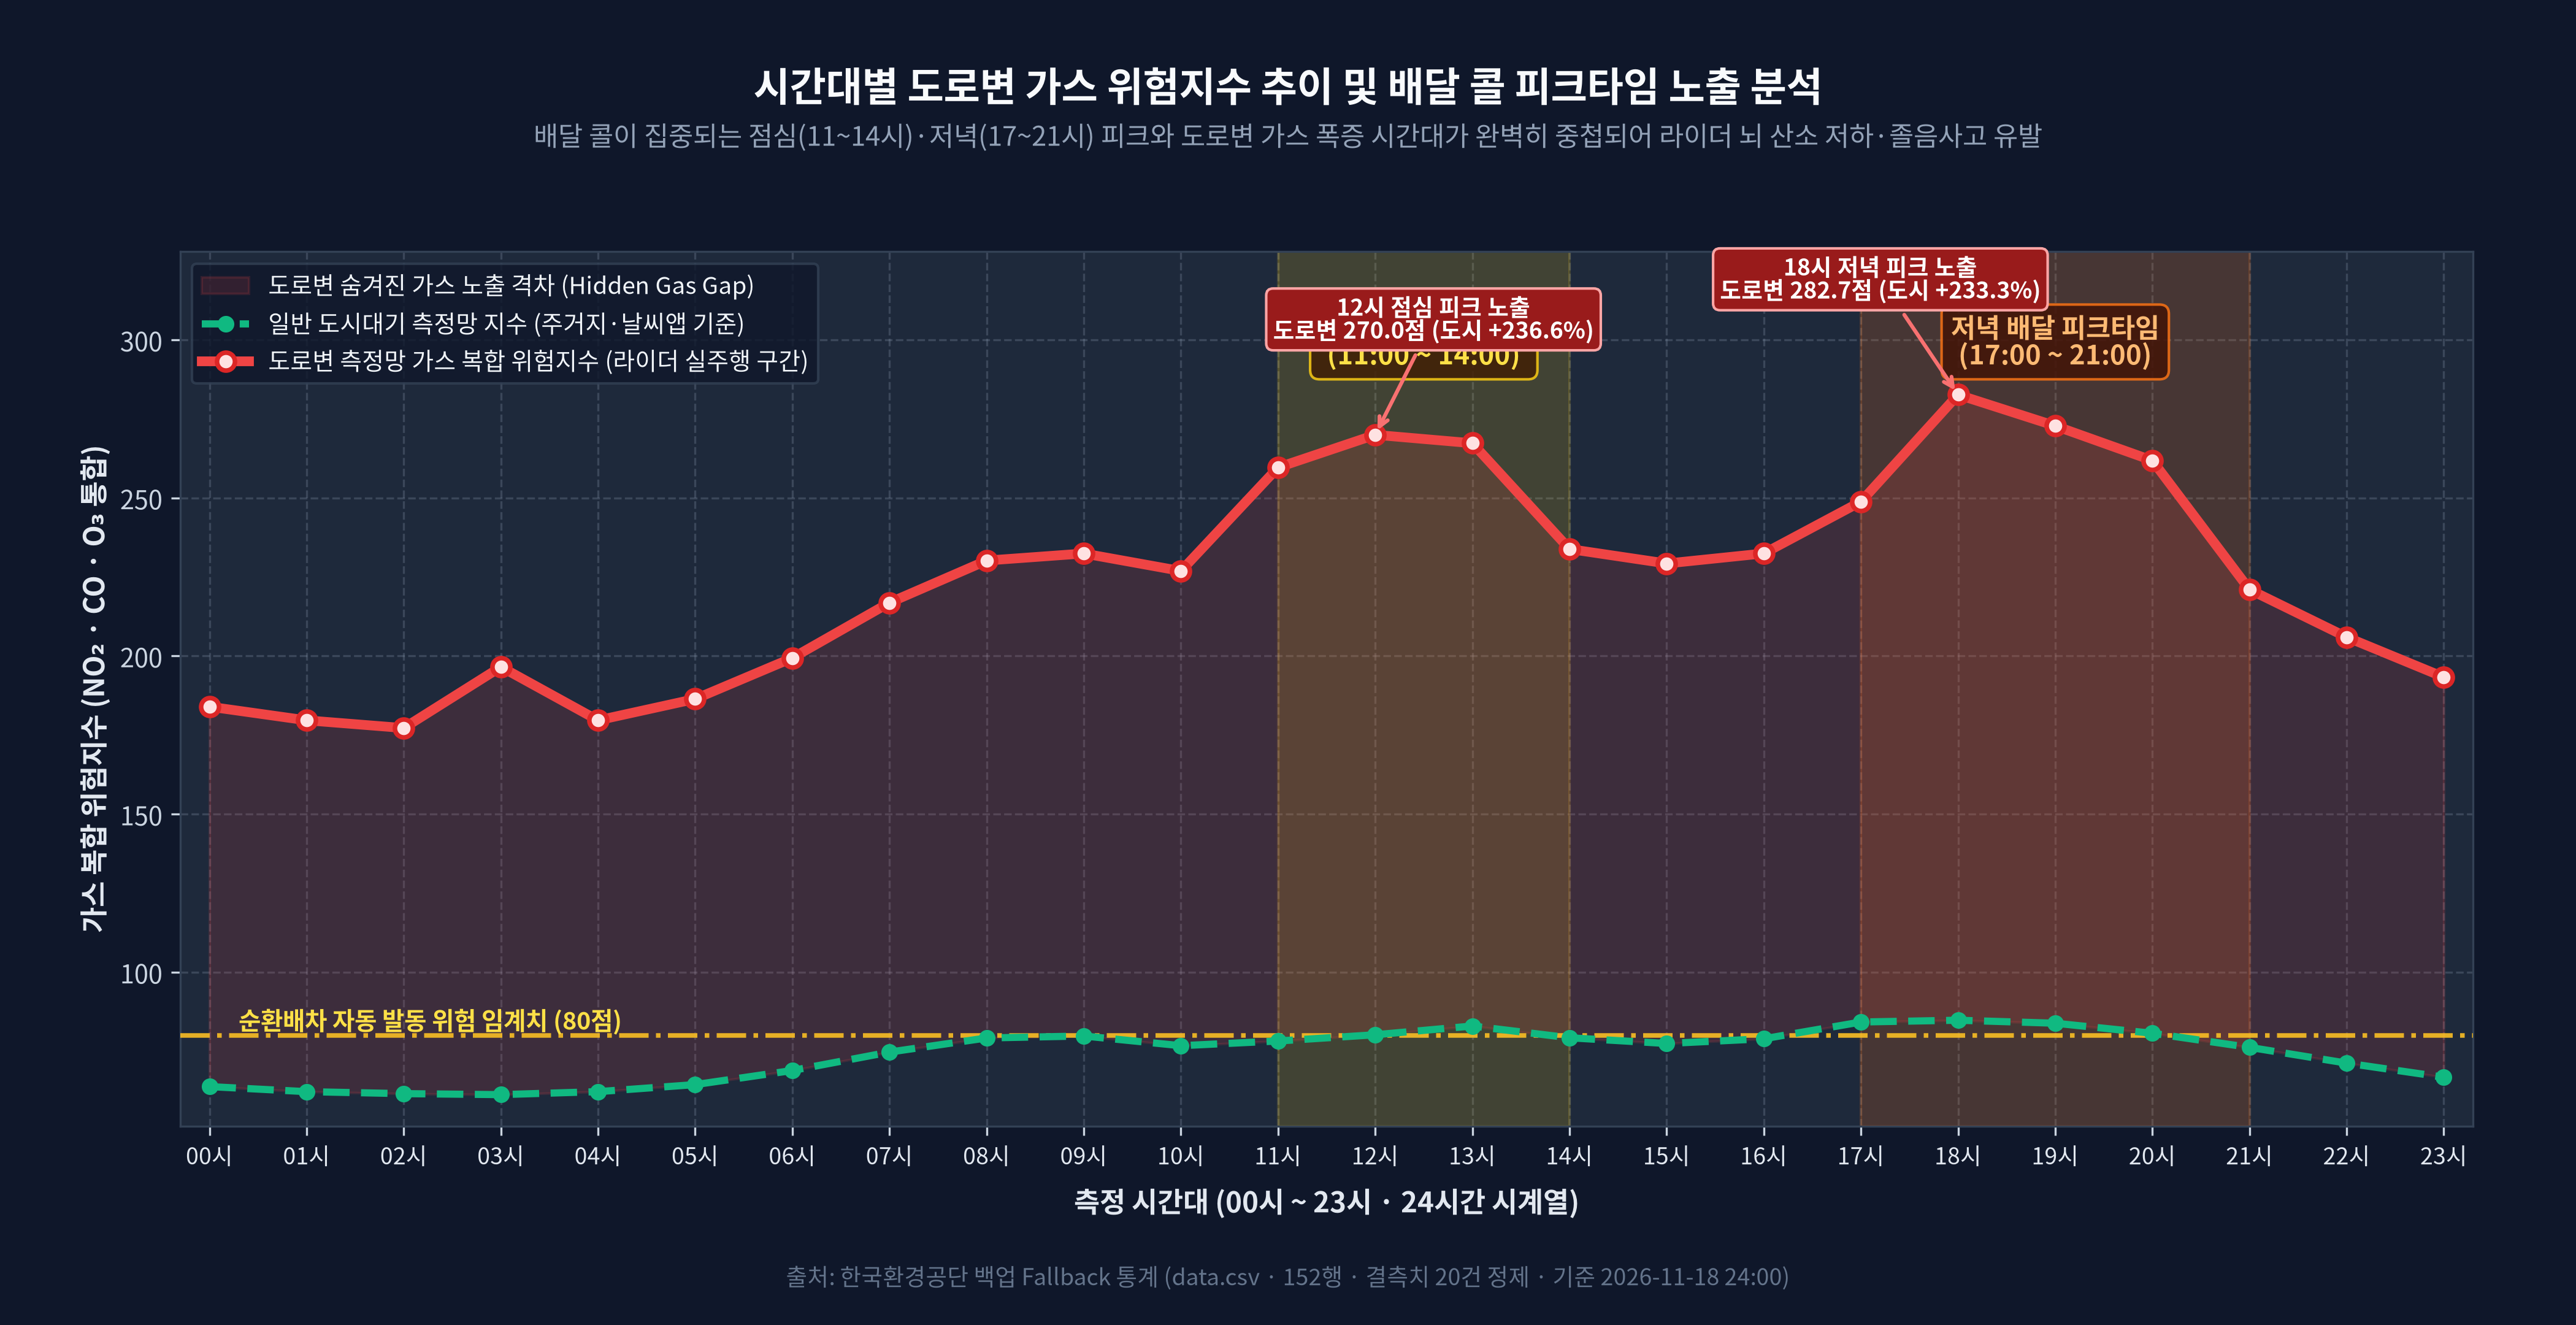 시간대별 도로변 가스 위험지수 추이 및 배달 콜 피크타임 노출 분석
배달 콜이 집중되는 점심(11~14시)·저녁(17~21시) 피크와 도로변 가스 폭증 시간대가 완벽히 중첩되어 라이더 뇌 산소 저하·졸음사고 유발
도로변 숨겨진 가스 노출 격차 (Hidden Gas Gap)
일반 도시대기 측정망 지수 (주거지·날씨앱 기준)
도로변 측정망 가스 복합 위험지수 (라이더 실주행 구간)
12시 점심 피크 노출
도로변 270.0점 (도시 +236.6%)
(11:00 ~ 14:00)
18시 저녁 피크 노출
도로변 282.7점 (도시 +233.3%)
저녁 배달 피크타임
(17:00 ~ 21:00)
가스 복합 위험지수 (NO₂ · CO · O₃ 통합)
300
250
200
150
100
순환배차 자동 발동 위험 임계치 (80점)
00시 01시 02시 03시 04시 05시 06시 07시 08시 09시 10시 11시 12시 13시 14시 15시 16시 17시 18시 19시 20시 21시 22시 23시
측정 시간대 (00시 ~ 23시 · 24시간 시계열)
출처: 한국환경공단 백업 Fallback 통계 (data.csv · 152행 · 결측치 20건 정제 · 기준 2026-11-18 24:00)